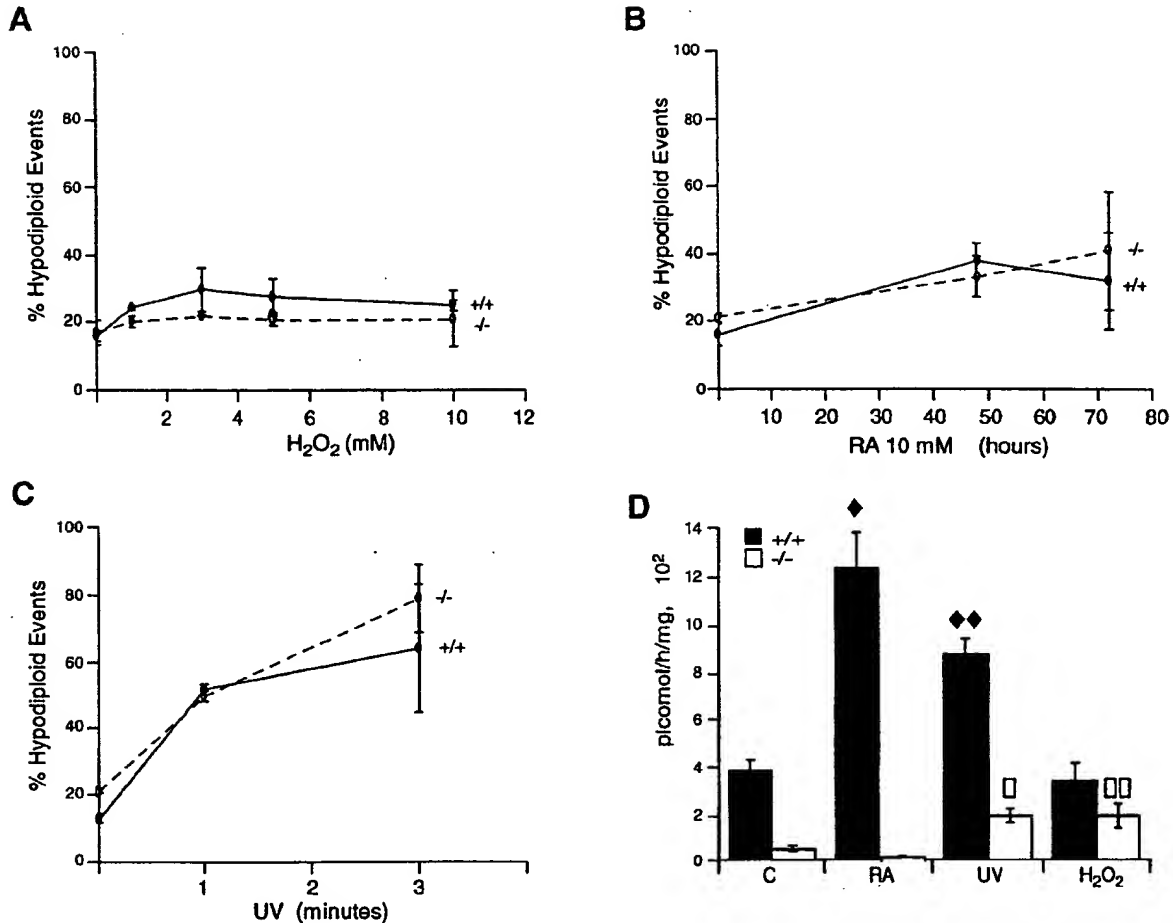 A
% Hypodiploid Events
100
80
60
40
20
0
+/+
-/-
2 4 6 8 10 12
H2O2 (mM)
B
% Hypodiploid Events
100
80
60
40
20
0
-/-
+/+
10 20 30 40 50 60 70 80
RA 10 mM (hours)
C
% Hypodiploid Events
100
80
60
40
20
0
-/-
+/+
1 2 3
UV (minutes)
D
picomol/h/mg, 10²
14
12
10
8
6
4
2
0
+/+
-/-
C RA UV H2O2